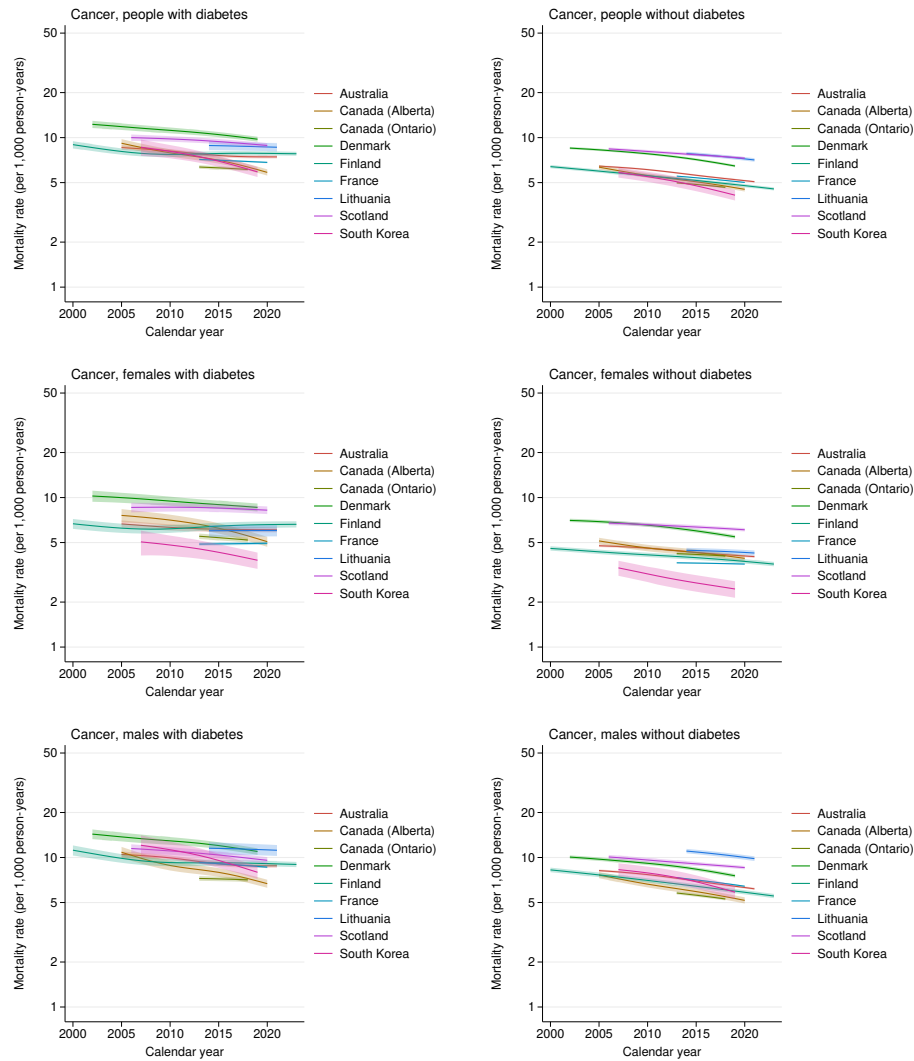 Cancer, people with diabetes
Mortality rate (per 1,000 person-years)
50
20
10
5
2
1
2000 2005 2010 2015 2020
Calendar year
Australia
Canada (Alberta)
Canada (Ontario)
Denmark
Finland
France
Lithuania
Scotland
South Korea
Cancer, people without diabetes
Mortality rate (per 1,000 person-years)
50
20
10
5
2
1
2000 2005 2010 2015 2020
Calendar year
Australia
Canada (Alberta)
Canada (Ontario)
Denmark
Finland
France
Lithuania
Scotland
South Korea
Cancer, females with diabetes
Mortality rate (per 1,000 person-years)
50
20
10
5
2
1
2000 2005 2010 2015 2020
Calendar year
Australia
Canada (Alberta)
Canada (Ontario)
Denmark
Finland
France
Lithuania
Scotland
South Korea
Cancer, females without diabetes
Mortality rate (per 1,000 person-years)
50
20
10
5
2
1
2000 2005 2010 2015 2020
Calendar year
Australia
Canada (Alberta)
Canada (Ontario)
Denmark
Finland
France
Lithuania
Scotland
South Korea
Cancer, males with diabetes
Mortality rate (per 1,000 person-years)
50
20
10
5
2
1
2000 2005 2010 2015 2020
Calendar year
Australia
Canada (Alberta)
Canada (Ontario)
Denmark
Finland
France
Lithuania
Scotland
South Korea
Cancer, males without diabetes
Mortality rate (per 1,000 person-years)
50
20
10
5
2
1
2000 2005 2010 2015 2020
Calendar year
Australia
Canada (Alberta)
Canada (Ontario)
Denmark
Finland
France
Lithuania
Scotland
South Korea